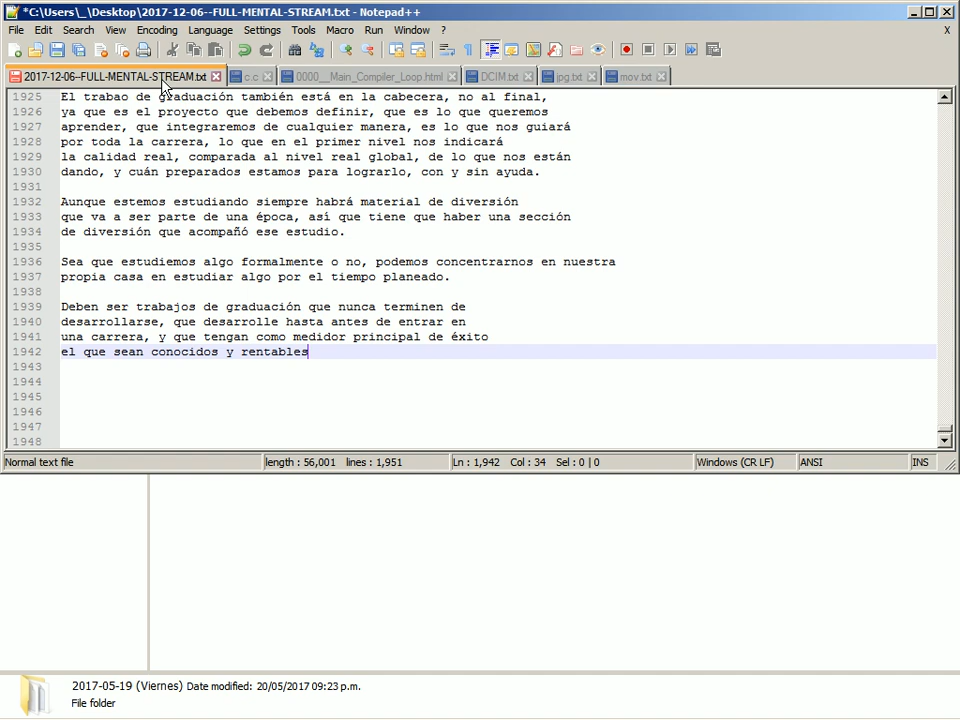 *C:\Users\_\Desktop\2017-12-06--FULL-MENTAL-STREAM.txt - Notepad++
File Edit Search View Encoding Language Settings Tools Macro Run Window ? X
2017-12-06--FULL-MENTAL-STREAM.txt c.c 0000__Main_Compiler_Loop.html DCIM.txt jpg.txt mov.txt
1925 El trabao de graduación también está en la cabecera, no al final,
1926 ya que es el proyecto que debemos definir, que es lo que queremos
1927 aprender, que integraremos de cualquier manera, es lo que nos guiará
1928 por toda la carrera, lo que en el primer nivel nos indicará
1929 la calidad real, comparada al nivel real global, de lo que nos están
1930 dando, y cuán preparados estamos para lograrlo, con y sin ayuda.
1931
1932 Aunque estemos estudiando siempre habrá material de diversión
1933 que va a ser parte de una época, así que tiene que haber una sección
1934 de diversión que acompañó ese estudio.
1935
1936 Sea que estudiemos algo formalmente o no, podemos concentrarnos en nuestra
1937 propia casa en estudiar algo por el tiempo planeado.
1938
1939 Deben ser trabajos de graduación que nunca terminen de
1940 desarrollarse, que desarrolle hasta antes de entrar en
1941 una carrera, y que tengan como medidor principal de éxito
1942 el que sean conocidos y rentables
1943
1944
1945
1946
1947
1948
Normal text file length : 56,001 lines : 1,951 Ln : 1,942 Col : 34 Sel : 0 | 0 Windows (CR LF) ANSI INS
2017-05-19 (Viernes) Date modified: 20/05/2017 09:23 p.m.
File folder